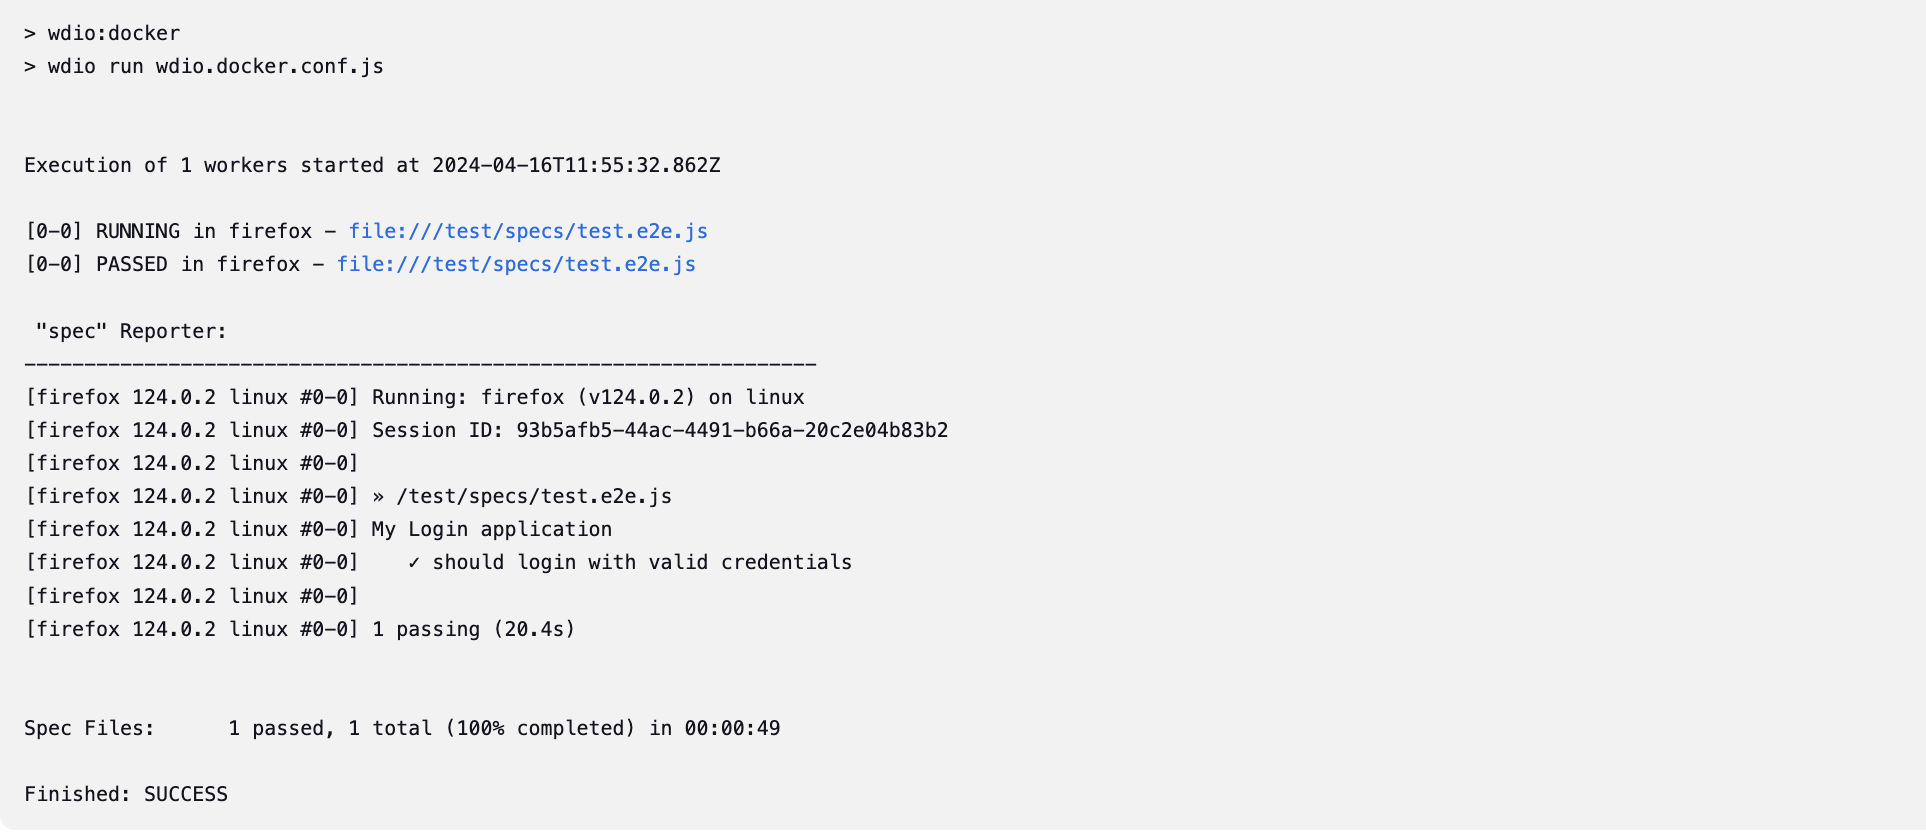 > wdio:docker
> wdio run wdio.docker.conf.js
Execution of 1 workers started at 2024-04-16T11:55:32.862Z
[0-0] RUNNING in firefox - file:///test/specs/test.e2e.js
[0-0] PASSED in firefox - file:///test/specs/test.e2e.js
"spec" Reporter:
------------------------------------------------------------------
[firefox 124.0.2 linux #0-0] Running: firefox (v124.0.2) on linux
[firefox 124.0.2 linux #0-0] Session ID: 93b5afb5-44ac-4491-b66a-20c2e04b83b2
[firefox 124.0.2 linux #0-0]
[firefox 124.0.2 linux #0-0] » /test/specs/test.e2e.js
[firefox 124.0.2 linux #0-0] My Login application
[firefox 124.0.2 linux #0-0]    ✓ should login with valid credentials
[firefox 124.0.2 linux #0-0]
[firefox 124.0.2 linux #0-0] 1 passing (20.4s)
Spec Files:      1 passed, 1 total (100% completed) in 00:00:49
Finished: SUCCESS